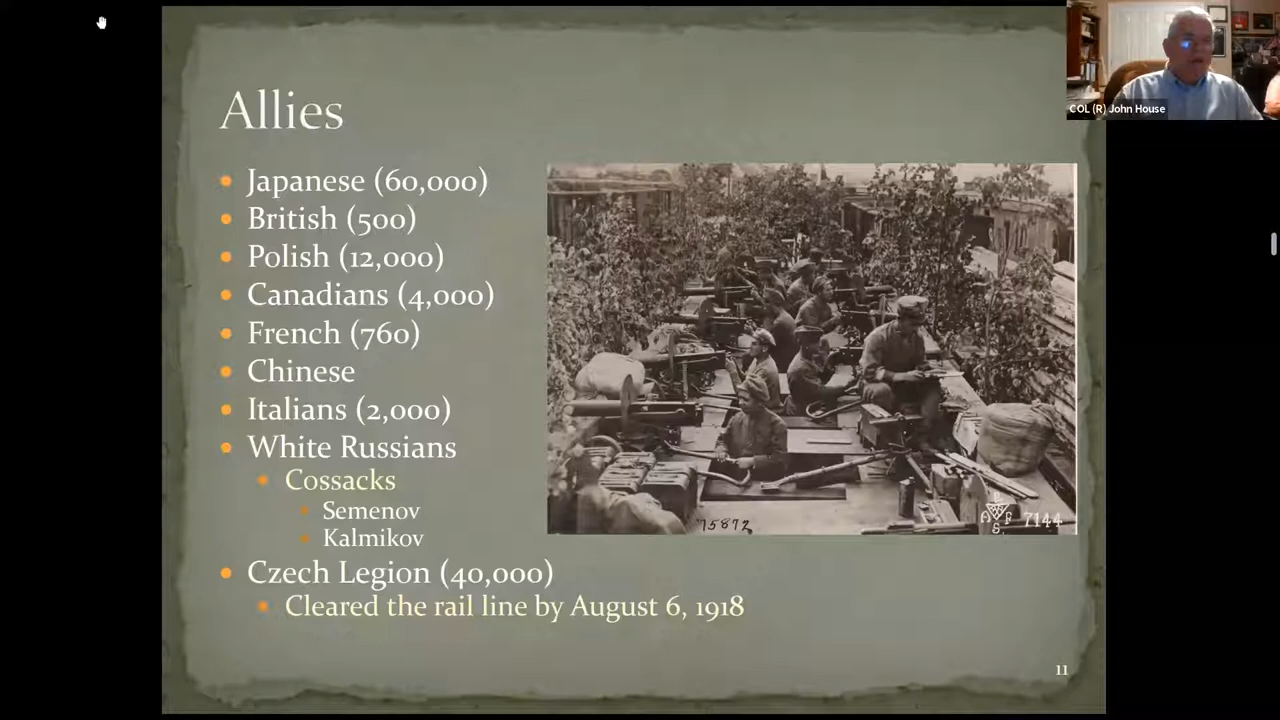 COL (R) John House
Allies
Japanese (60,000)
British (500)
Polish (12,000)
Canadians (4,000)
French (760)
Chinese
Italians (2,000)
White Russians
Cossacks
Semenov
Kalmikov
Czech Legion (40,000)
Cleared the rail line by August 6, 1918
75872
7144
11